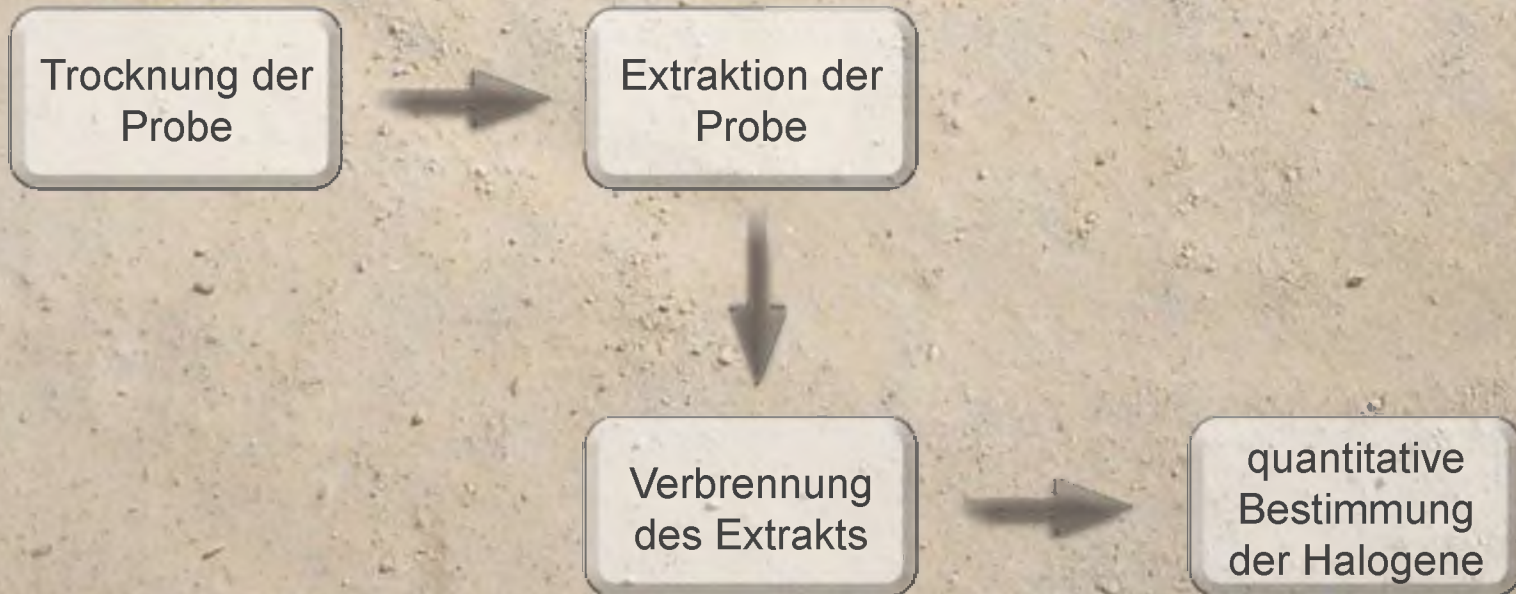 Trocknung der
Probe
Extraktion der
Probe
Verbrennung
des Extrakts
quantitative
Bestimmung
der Halogene